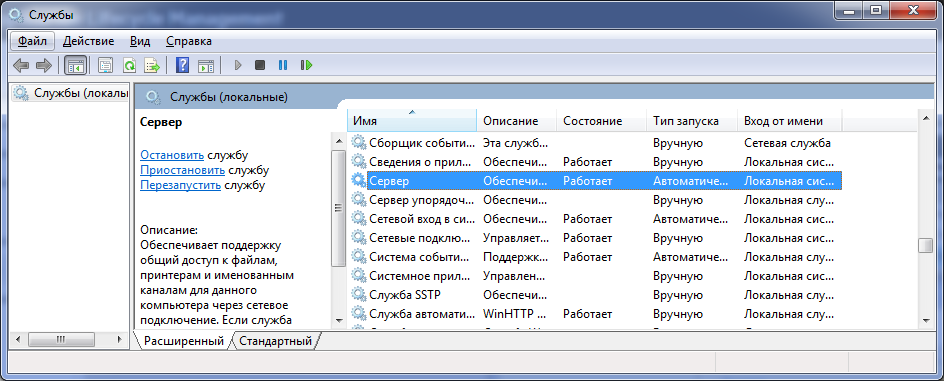 Lifecycle Management
Службы
Файл Действие Вид Справка
Службы (локаль
Службы (локальные)
Сервер
Остановить службу
Приостановить службу
Перезапустить службу
Описание:
Обеспечивает поддержку
общий доступ к файлам,
принтерам и именованным
каналам для данного
компьютера через сетевое
подключение. Если служба
Имя Описание Состояние Тип запуска Вход от имени
Сборщик событи... Эта служб... Вручную Сетевая служба
Сведения о прил... Обеспечи... Работает Вручную Локальная сис...
Сервер Обеспечи... Работает Автоматиче... Локальная сис...
Сервер упорядоч... Обеспечи... Вручную Локальная слу...
Сетевой вход в си... Обеспечи... Работает Автоматиче... Локальная сис...
Сетевые подклю... Управляет... Работает Вручную Локальная сис...
Система событи... Поддержк... Работает Автоматиче... Локальная слу...
Системное прил... Управлен... Вручную Локальная сис...
Служба SSTP Обеспечи... Вручную Локальная слу...
Служба автомати... WinHTTP ... Работает Вручную Локальная слу...
Расширенный Стандартный